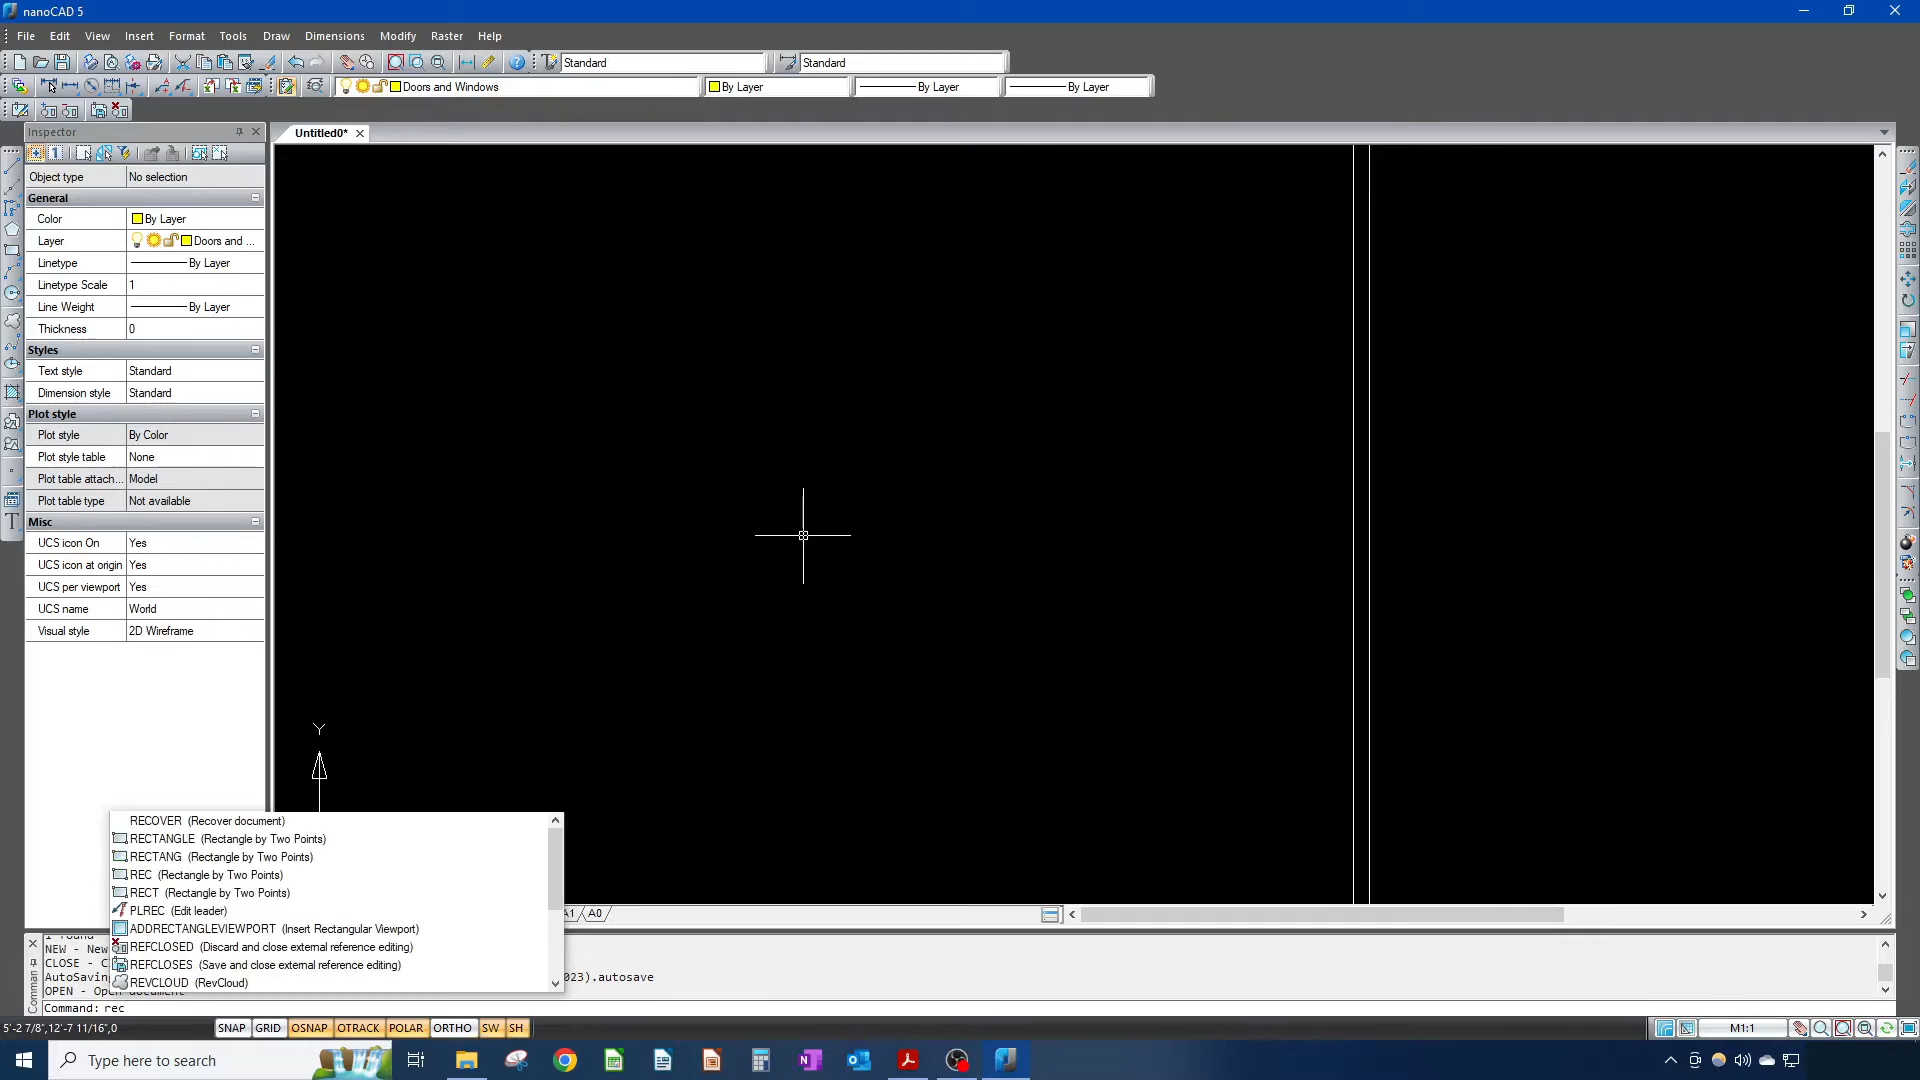 nanoCAD 5
File Edit View Insert Format Tools Draw Dimensions Modify Raster Help
Standard Standard
Doors and Windows By Layer By Layer By Layer
Inspector
Untitled0*
Object type No selection
General
Color By Layer
Layer Doors and ...
Linetype By Layer
Linetype Scale 1
Line Weight By Layer
Thickness 0
Styles
Text style Standard
Dimension style Standard
Plot style
Plot style By Color
Plot style table None
Plot table attach... Model
Plot table type Not available
Misc
UCS icon On Yes
UCS icon at origin Yes
UCS per viewport Yes
UCS name World
Visual style 2D Wireframe
Y
RECOVER (Recover document)
RECTANGLE (Rectangle by Two Points)
RECTANG (Rectangle by Two Points)
REC (Rectangle by Two Points)
RECT (Rectangle by Two Points)
PLREC (Edit leader)
ADDRECTANGLEVIEWPORT (Insert Rectangular Viewport)
REFCLOSED (Discard and close external reference editing)
REFCLOSES (Save and close external reference editing)
REVCLOUD (RevCloud)
A1 A0
NEW - New
CLOSE - C
AutoSaving 023).autosave
OPEN - Open document
Command
Command: rec
5'-2 7/8",12'-7 11/16",0 SNAP GRID OSNAP OTRACK POLAR ORTHO SW SH M1:1
Type here to search